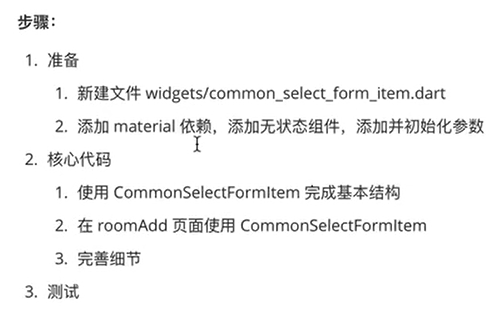 步骤：
1. 准备
1. 新建文件 widgets/common_select_form_item.dart
2. 添加 material 依赖，添加无状态组件，添加并初始化参数
2. 核心代码
1. 使用 CommonSelectFormItem 完成基本结构
2. 在 roomAdd 页面使用 CommonSelectFormItem
3. 完善细节
3. 测试